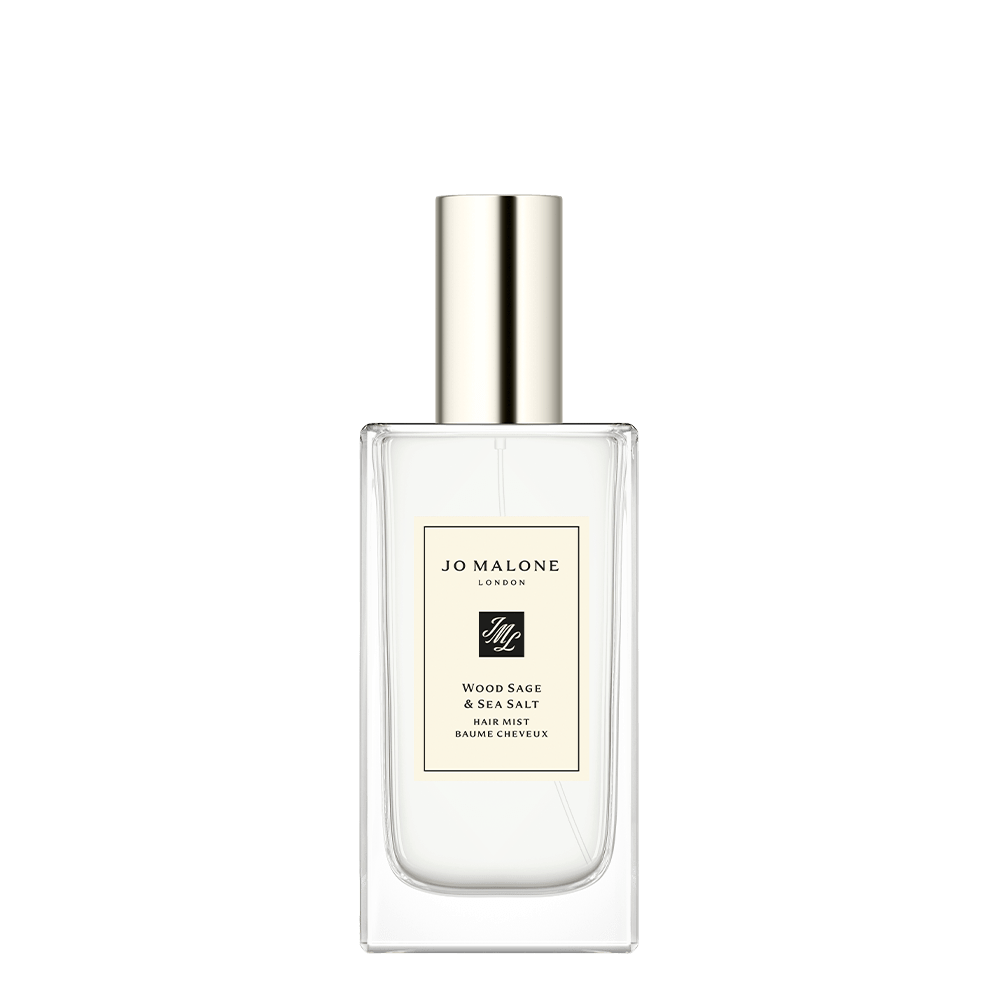 JO MALONE
LONDON
JML
WOOD SAGE
& SEA SALT
HAIR MIST
BAUME CHEVEUX